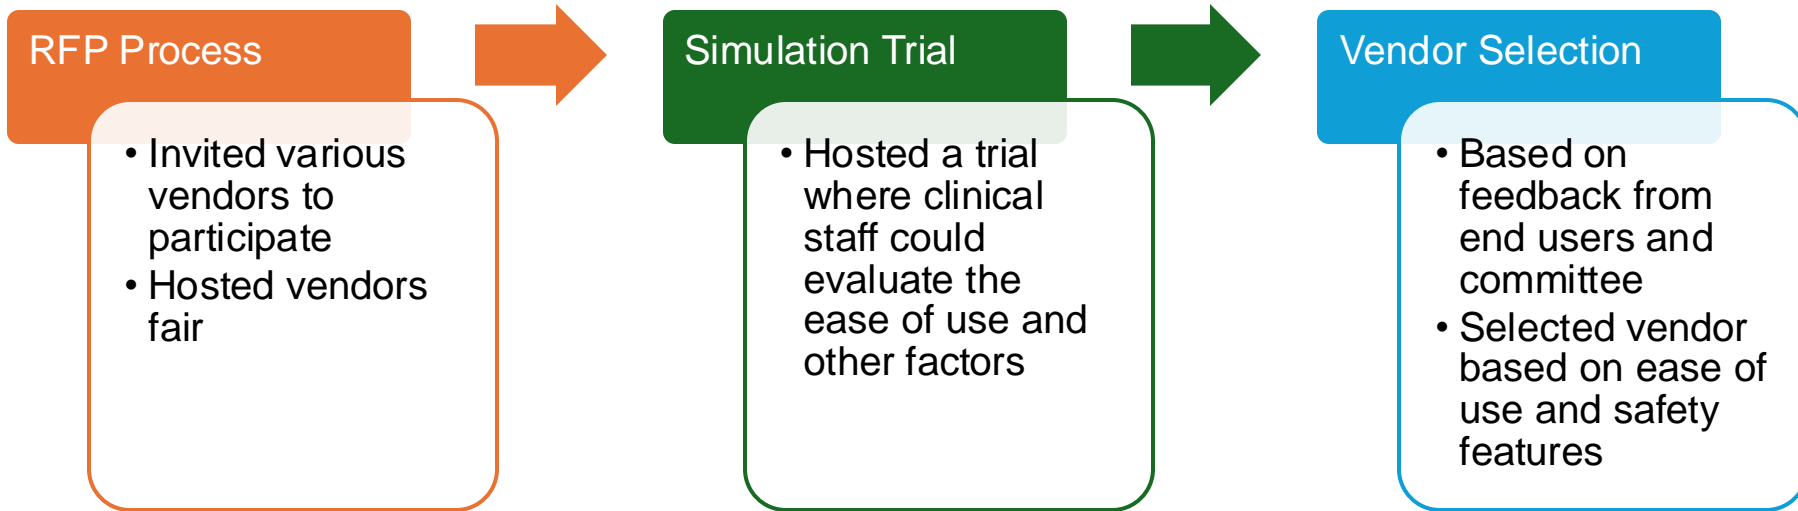 RFP Process
• Invited various
vendors to
participate
• Hosted vendors
fair
Simulation Trial
• Hosted a trial
where clinical
staff could
evaluate the
ease of use and
other factors
Vendor Selection
• Based on
feedback from
end users and
committee
• Selected vendor
based on ease of
use and safety
features